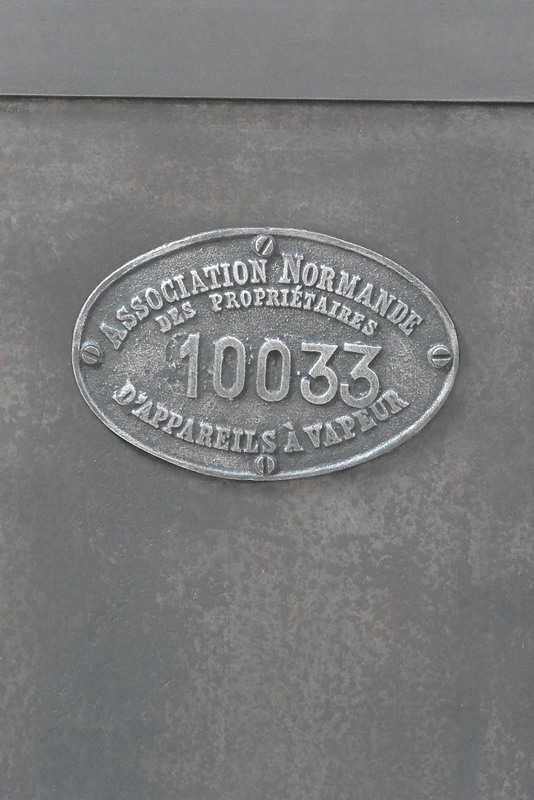 ASSOCIATION NORMANDE
DES PROPRIÉTAIRES
10033
D'APPAREILS À VAPEUR